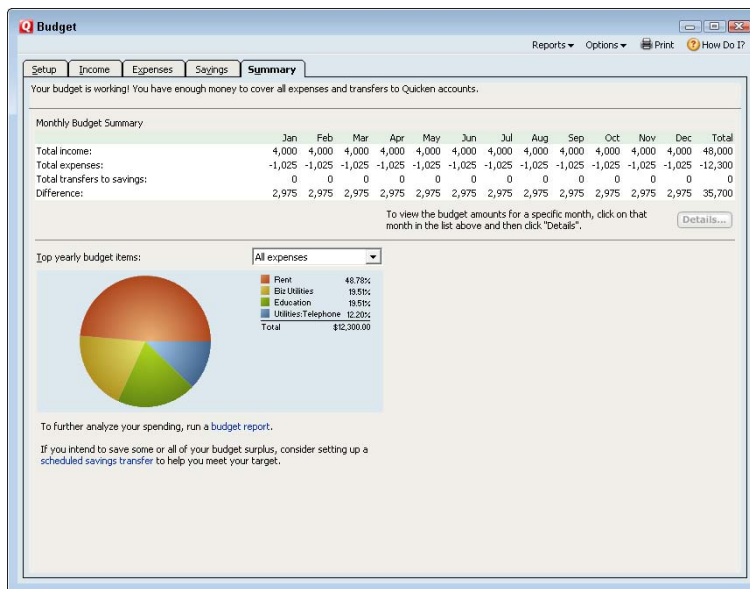 Budget
Reports Options Print How Do I?
Setup Income Expenses Savings Summary
Your budget is working! You have enough money to cover all expenses and transfers to Quicken accounts.
Monthly Budget Summary
Jan Feb Mar Apr May Jun Jul Aug Sep Oct Nov Dec Total
Total income: 4,000 4,000 4,000 4,000 4,000 4,000 4,000 4,000 4,000 4,000 4,000 4,000 48,000
Total expenses: -1,025 -1,025 -1,025 -1,025 -1,025 -1,025 -1,025 -1,025 -1,025 -1,025 -1,025 -1,025 -12,300
Total transfers to savings: 0 0 0 0 0 0 0 0 0 0 0 0 0
Difference: 2,975 2,975 2,975 2,975 2,975 2,975 2,975 2,975 2,975 2,975 2,975 2,975 35,700
To view the budget amounts for a specific month, click on that
month in the list above and then click "Details".
Details...
Top yearly budget items: All expenses
Rent 48.78%
Biz Utilities 19.51%
Education 19.51%
Utilities:Telephone 12.20%
Total $12,300.00
To further analyze your spending, run a budget report.
If you intend to save some or all of your budget surplus, consider setting up a
scheduled savings transfer to help you meet your target.